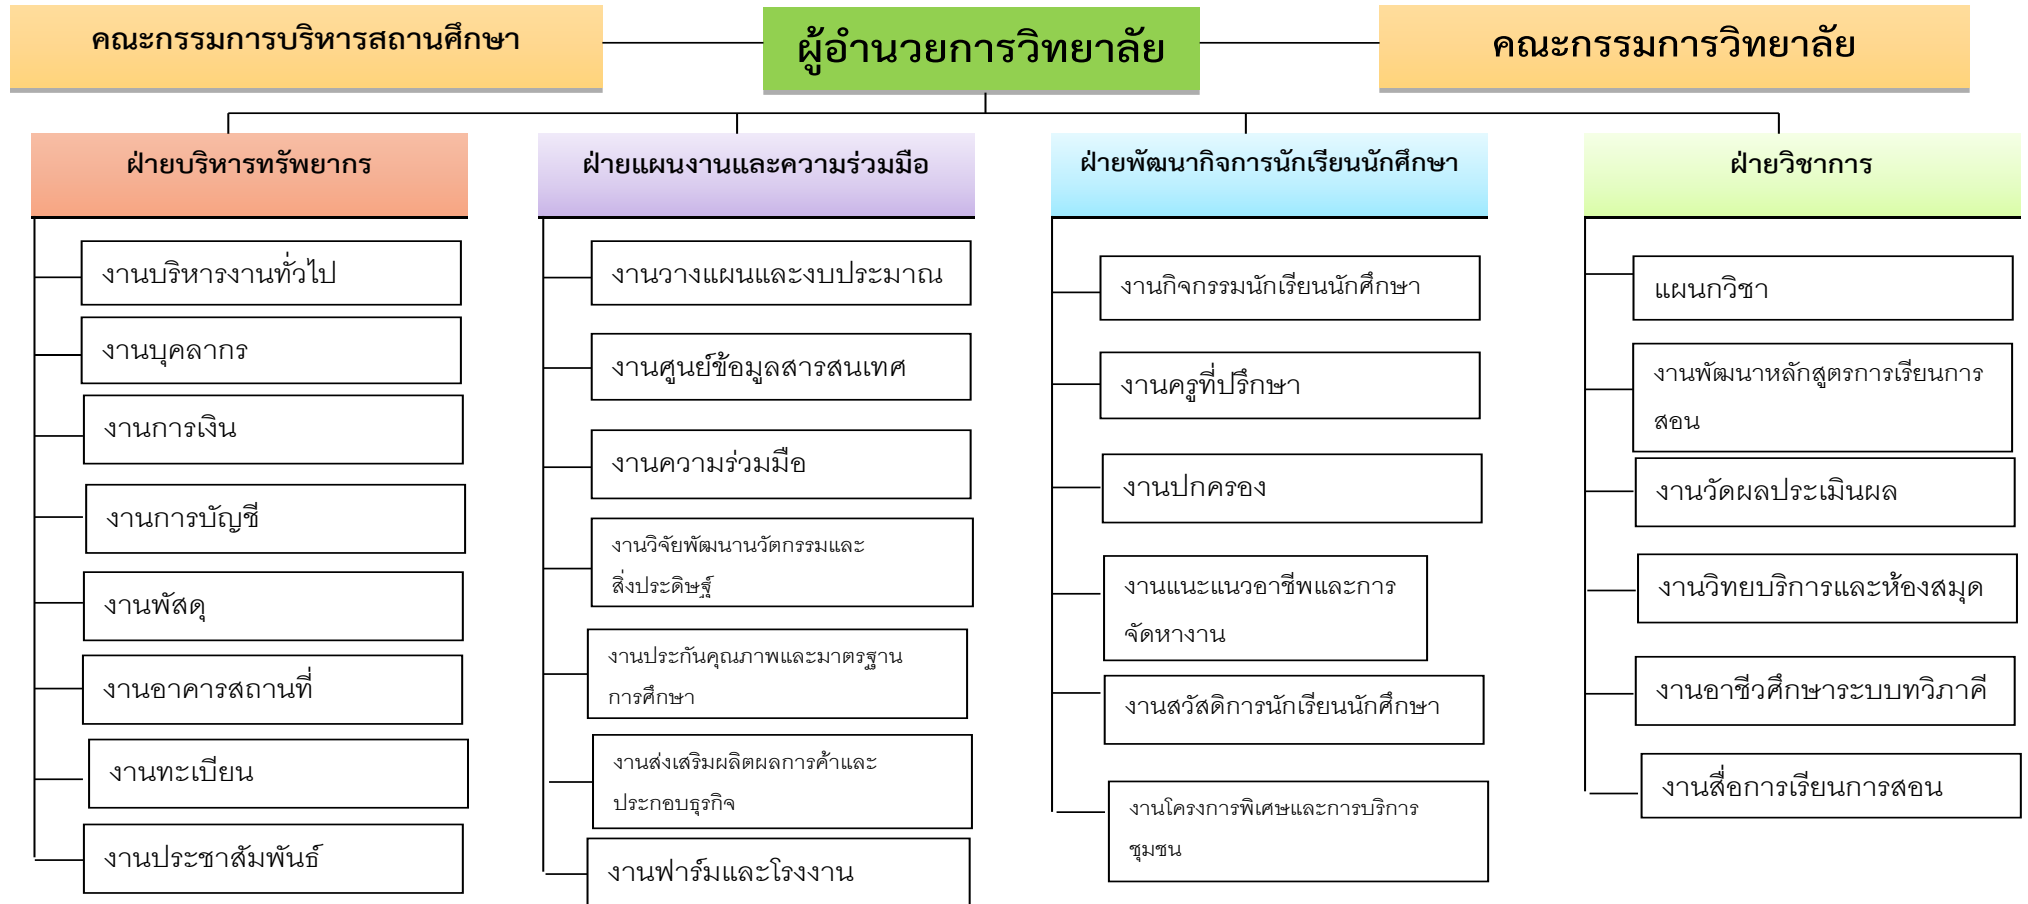 คณะกรรมการบริหารสถานศึกษา
ผู้อำนวยการวิทยาลัย
คณะกรรมการวิทยาลัย
ฝ่ายบริหารทรัพยากร
งานบริหารงานทั่วไป
งานบุคลากร
งานการเงิน
งานการบัญชี
งานพัสดุ
งานอาคารสถานที่
งานทะเบียน
งานประชาสัมพันธ์
ฝ่ายแผนงานและความร่วมมือ
งานวางแผนและงบประมาณ
งานศูนย์ข้อมูลสารสนเทศ
งานความร่วมมือ
งานวิจัยพัฒนานวัตกรรมและ
สิ่งประดิษฐ์
งานประกันคุณภาพและมาตรฐาน
การศึกษา
งานส่งเสริมผลิตผลการค้าและ
ประกอบธุรกิจ
งานฟาร์มและโรงงาน
ฝ่ายพัฒนากิจการนักเรียนนักศึกษา
งานกิจกรรมนักเรียนนักศึกษา
งานครูที่ปรึกษา
งานปกครอง
งานแนะแนวอาชีพและการ
จัดหางาน
งานสวัสดิการนักเรียนนักศึกษา
งานโครงการพิเศษและการบริการ
ชุมชน
ฝ่ายวิชาการ
แผนกวิชา
งานพัฒนาหลักสูตรการเรียนการ
สอน
งานวัดผลประเมินผล
งานวิทยบริการและห้องสมุด
งานอาชีวศึกษาระบบทวิภาคี
งานสื่อการเรียนการสอน